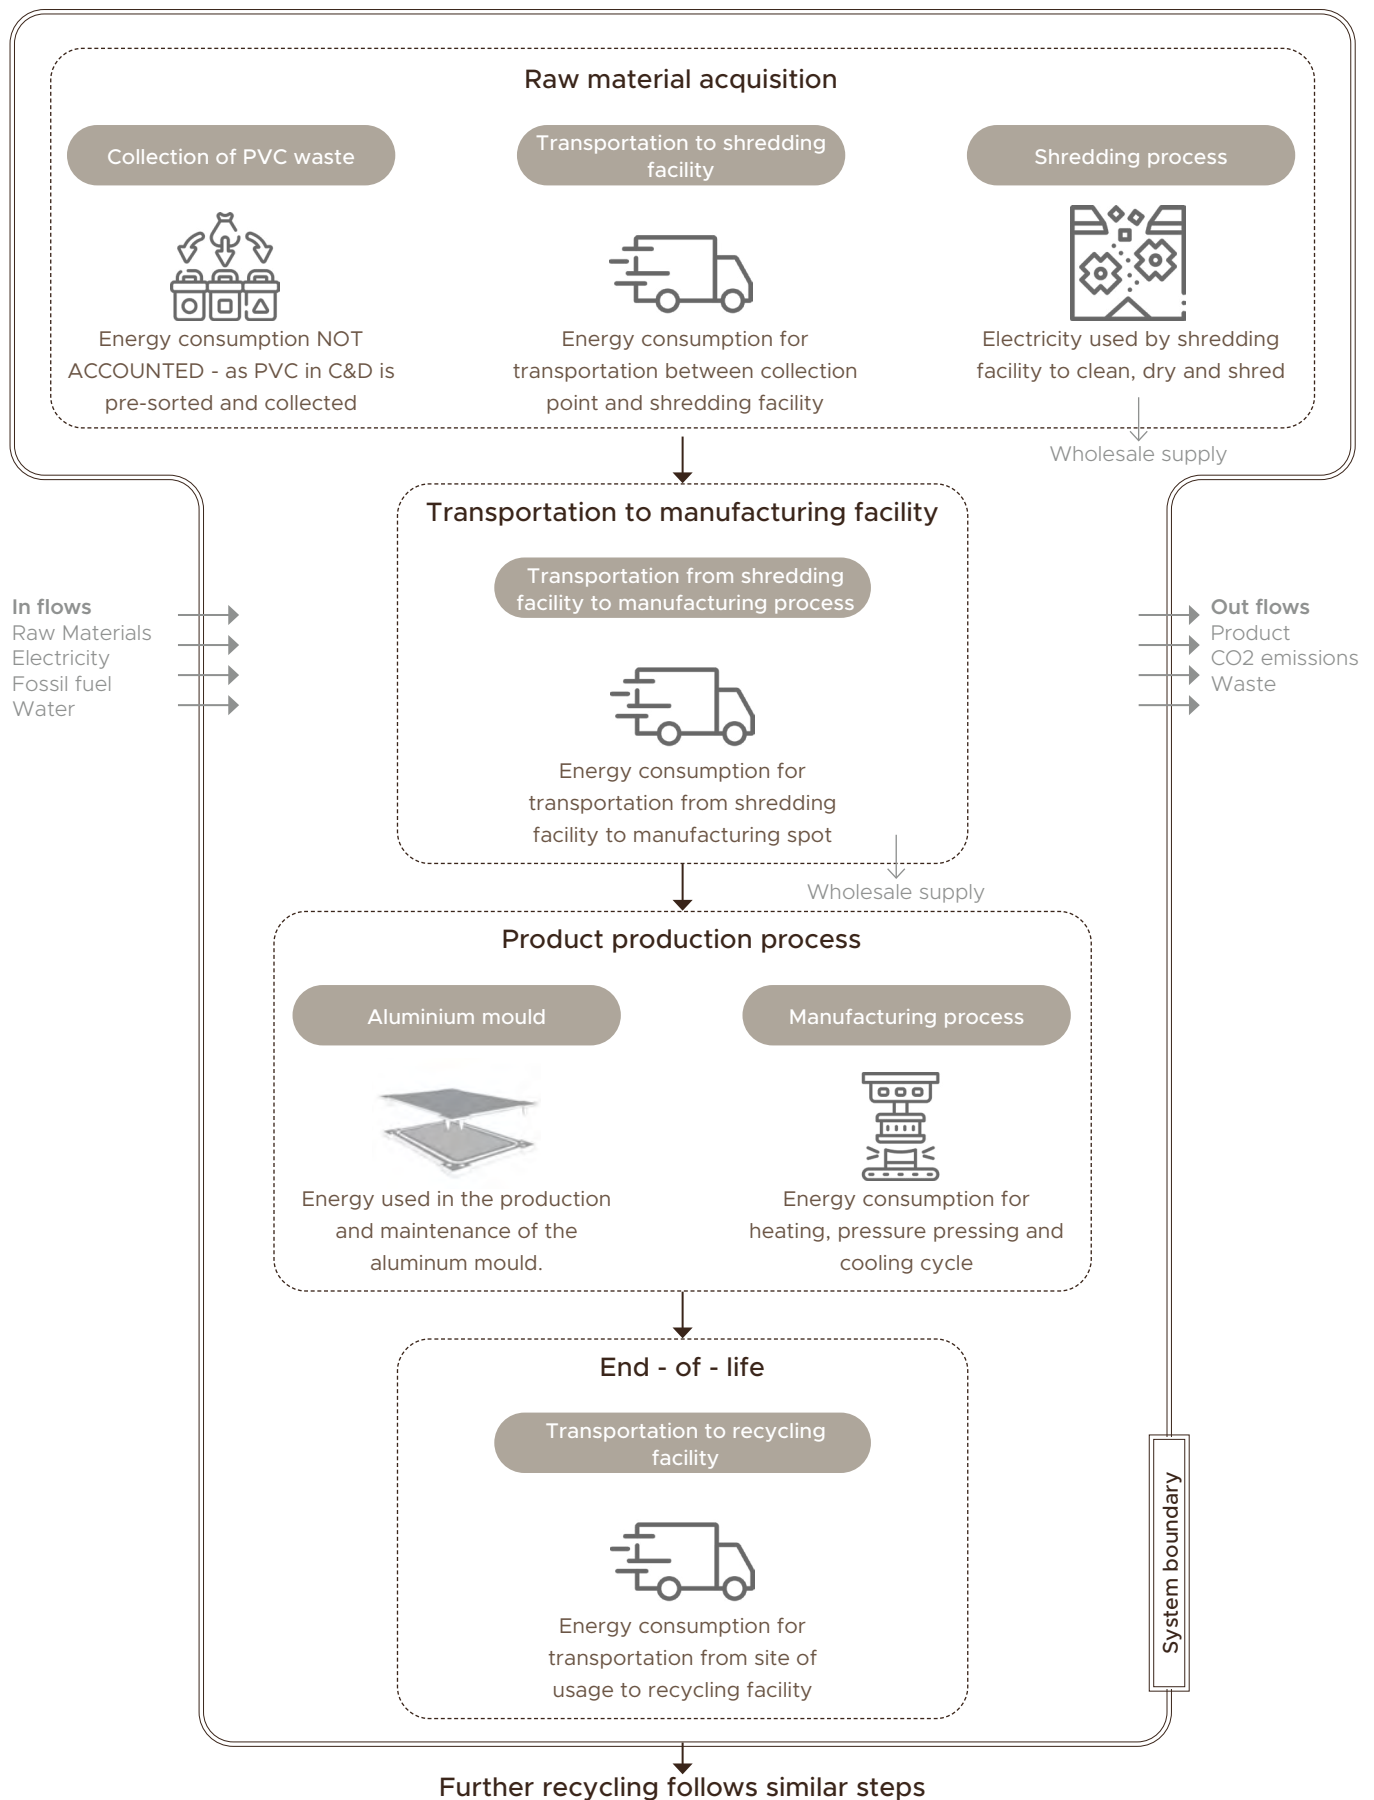 Raw material acquisition
Collection of PVC waste
Energy consumption NOT
ACCOUNTED - as PVC in C&D is
pre-sorted and collected
Transportation to shredding
facility
Energy consumption for
transportation between collection
point and shredding facility
Shredding process
Electricity used by shredding
facility to clean, dry and shred
Wholesale supply
Transportation to manufacturing facility
Transportation from shredding
facility to manufacturing process
Energy consumption for
transportation from shredding
facility to manufacturing spot
Wholesale supply
In flows
Raw Materials
Electricity
Fossil fuel
Water
Out flows
Product
CO2 emissions
Waste
Product production process
Aluminium mould
Energy used in the production
and maintenance of the
aluminum mould.
Manufacturing process
Energy consumption for
heating, pressure pressing and
cooling cycle
End - of - life
Transportation to recycling
facility
Energy consumption for
transportation from site of
usage to recycling facility
System boundary
Further recycling follows similar steps